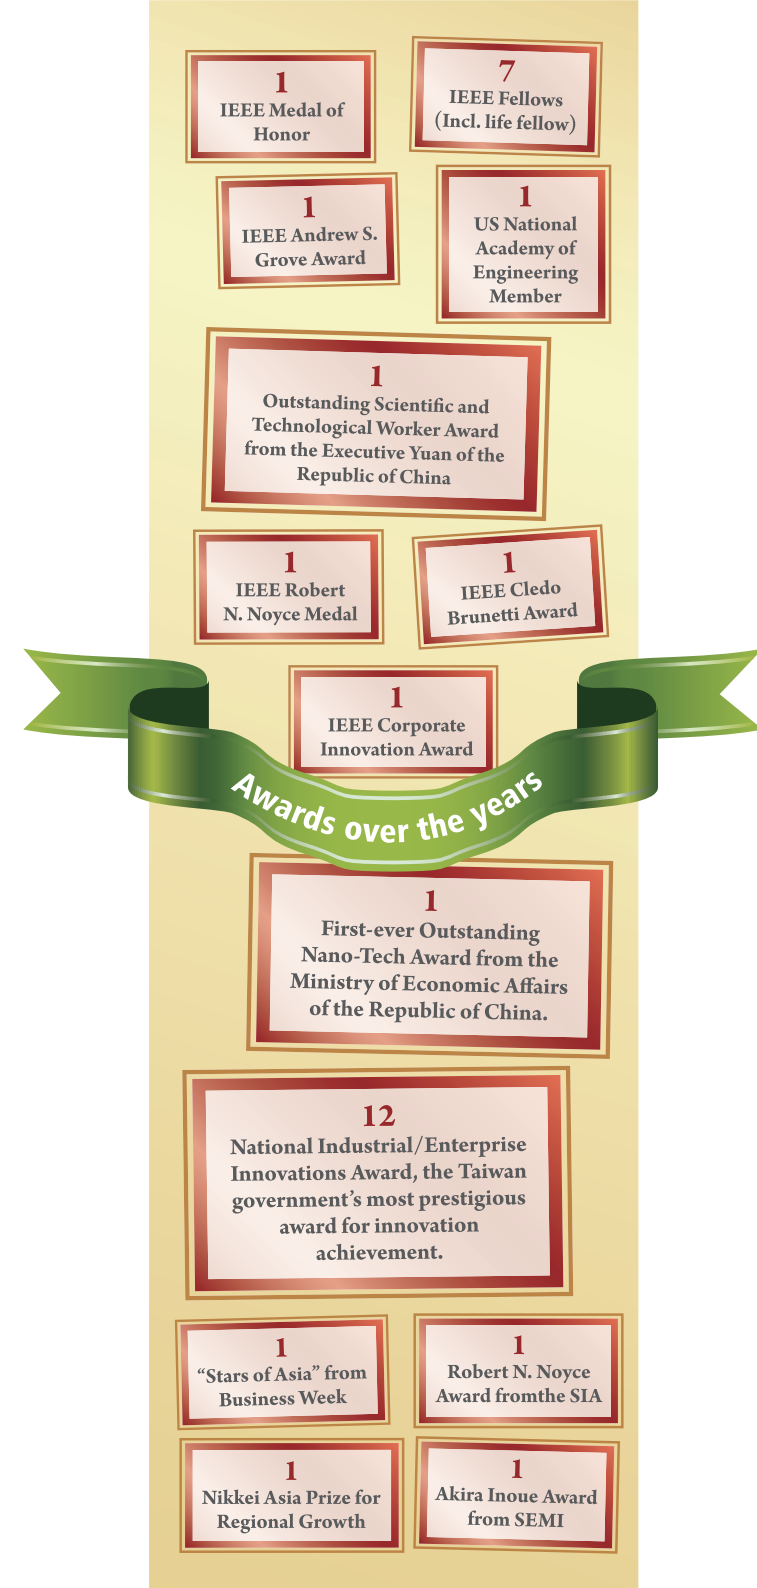 1
IEEE Medal of
Honor
7
IEEE Fellows
(Incl. life fellow)
1
IEEE Andrew S.
Grove Award
1
US National
Academy of
Engineering
Member
1
Outstanding Scientific and
Technological Worker Award
from the Executive Yuan of the
Republic of China
1
IEEE Robert
N. Noyce Medal
1
IEEE Cledo
Brunetti Award
1
IEEE Corporate
Innovation Award
Awards over the years
1
First-ever Outstanding
Nano-Tech Award from the
Ministry of Economic Affairs
of the Republic of China.
12
National Industrial/Enterprise
Innovations Award, the Taiwan
government’s most prestigious
award for innovation
achievement.
1
“Stars of Asia” from
Business Week
1
Robert N. Noyce
Award fromthe SIA
1
Nikkei Asia Prize for
Regional Growth
1
Akira Inoue Award
from SEMI